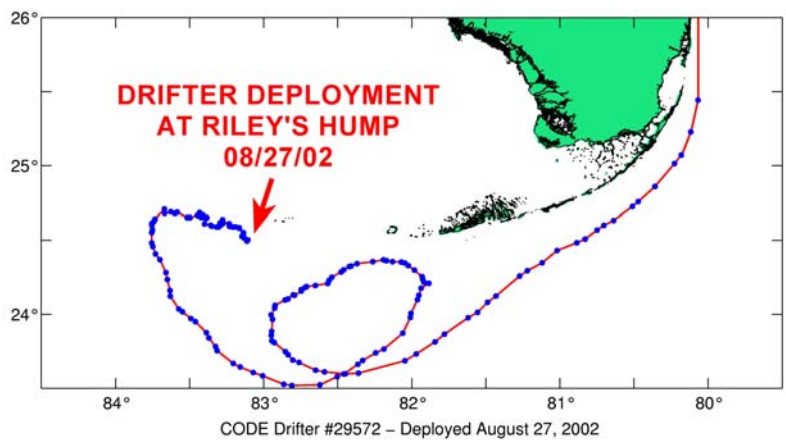 26°
DRIFTER DEPLOYMENT
AT RILEY'S HUMP
08/27/02
25°
24°
84° 83° 82° 81° 80°
CODE Drifter #29572 – Deployed August 27, 2002